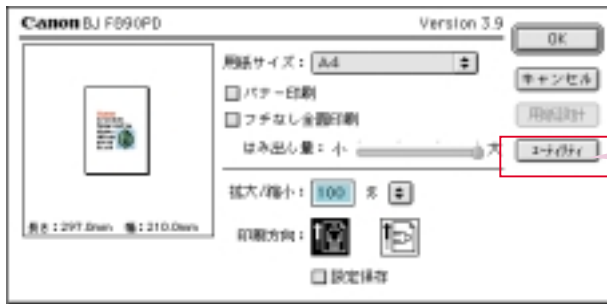 Canon BJ F890PD
Version 3.9
OK
用紙サイズ: A4
キャンセル
バナー印刷
用紙設計
フチなし全面印刷
はみ出し量: 小 大
ユーティリティ
拡大/縮小: 100 %
長さ:297.0mm 幅:210.0mm
印刷方向:
設定保存